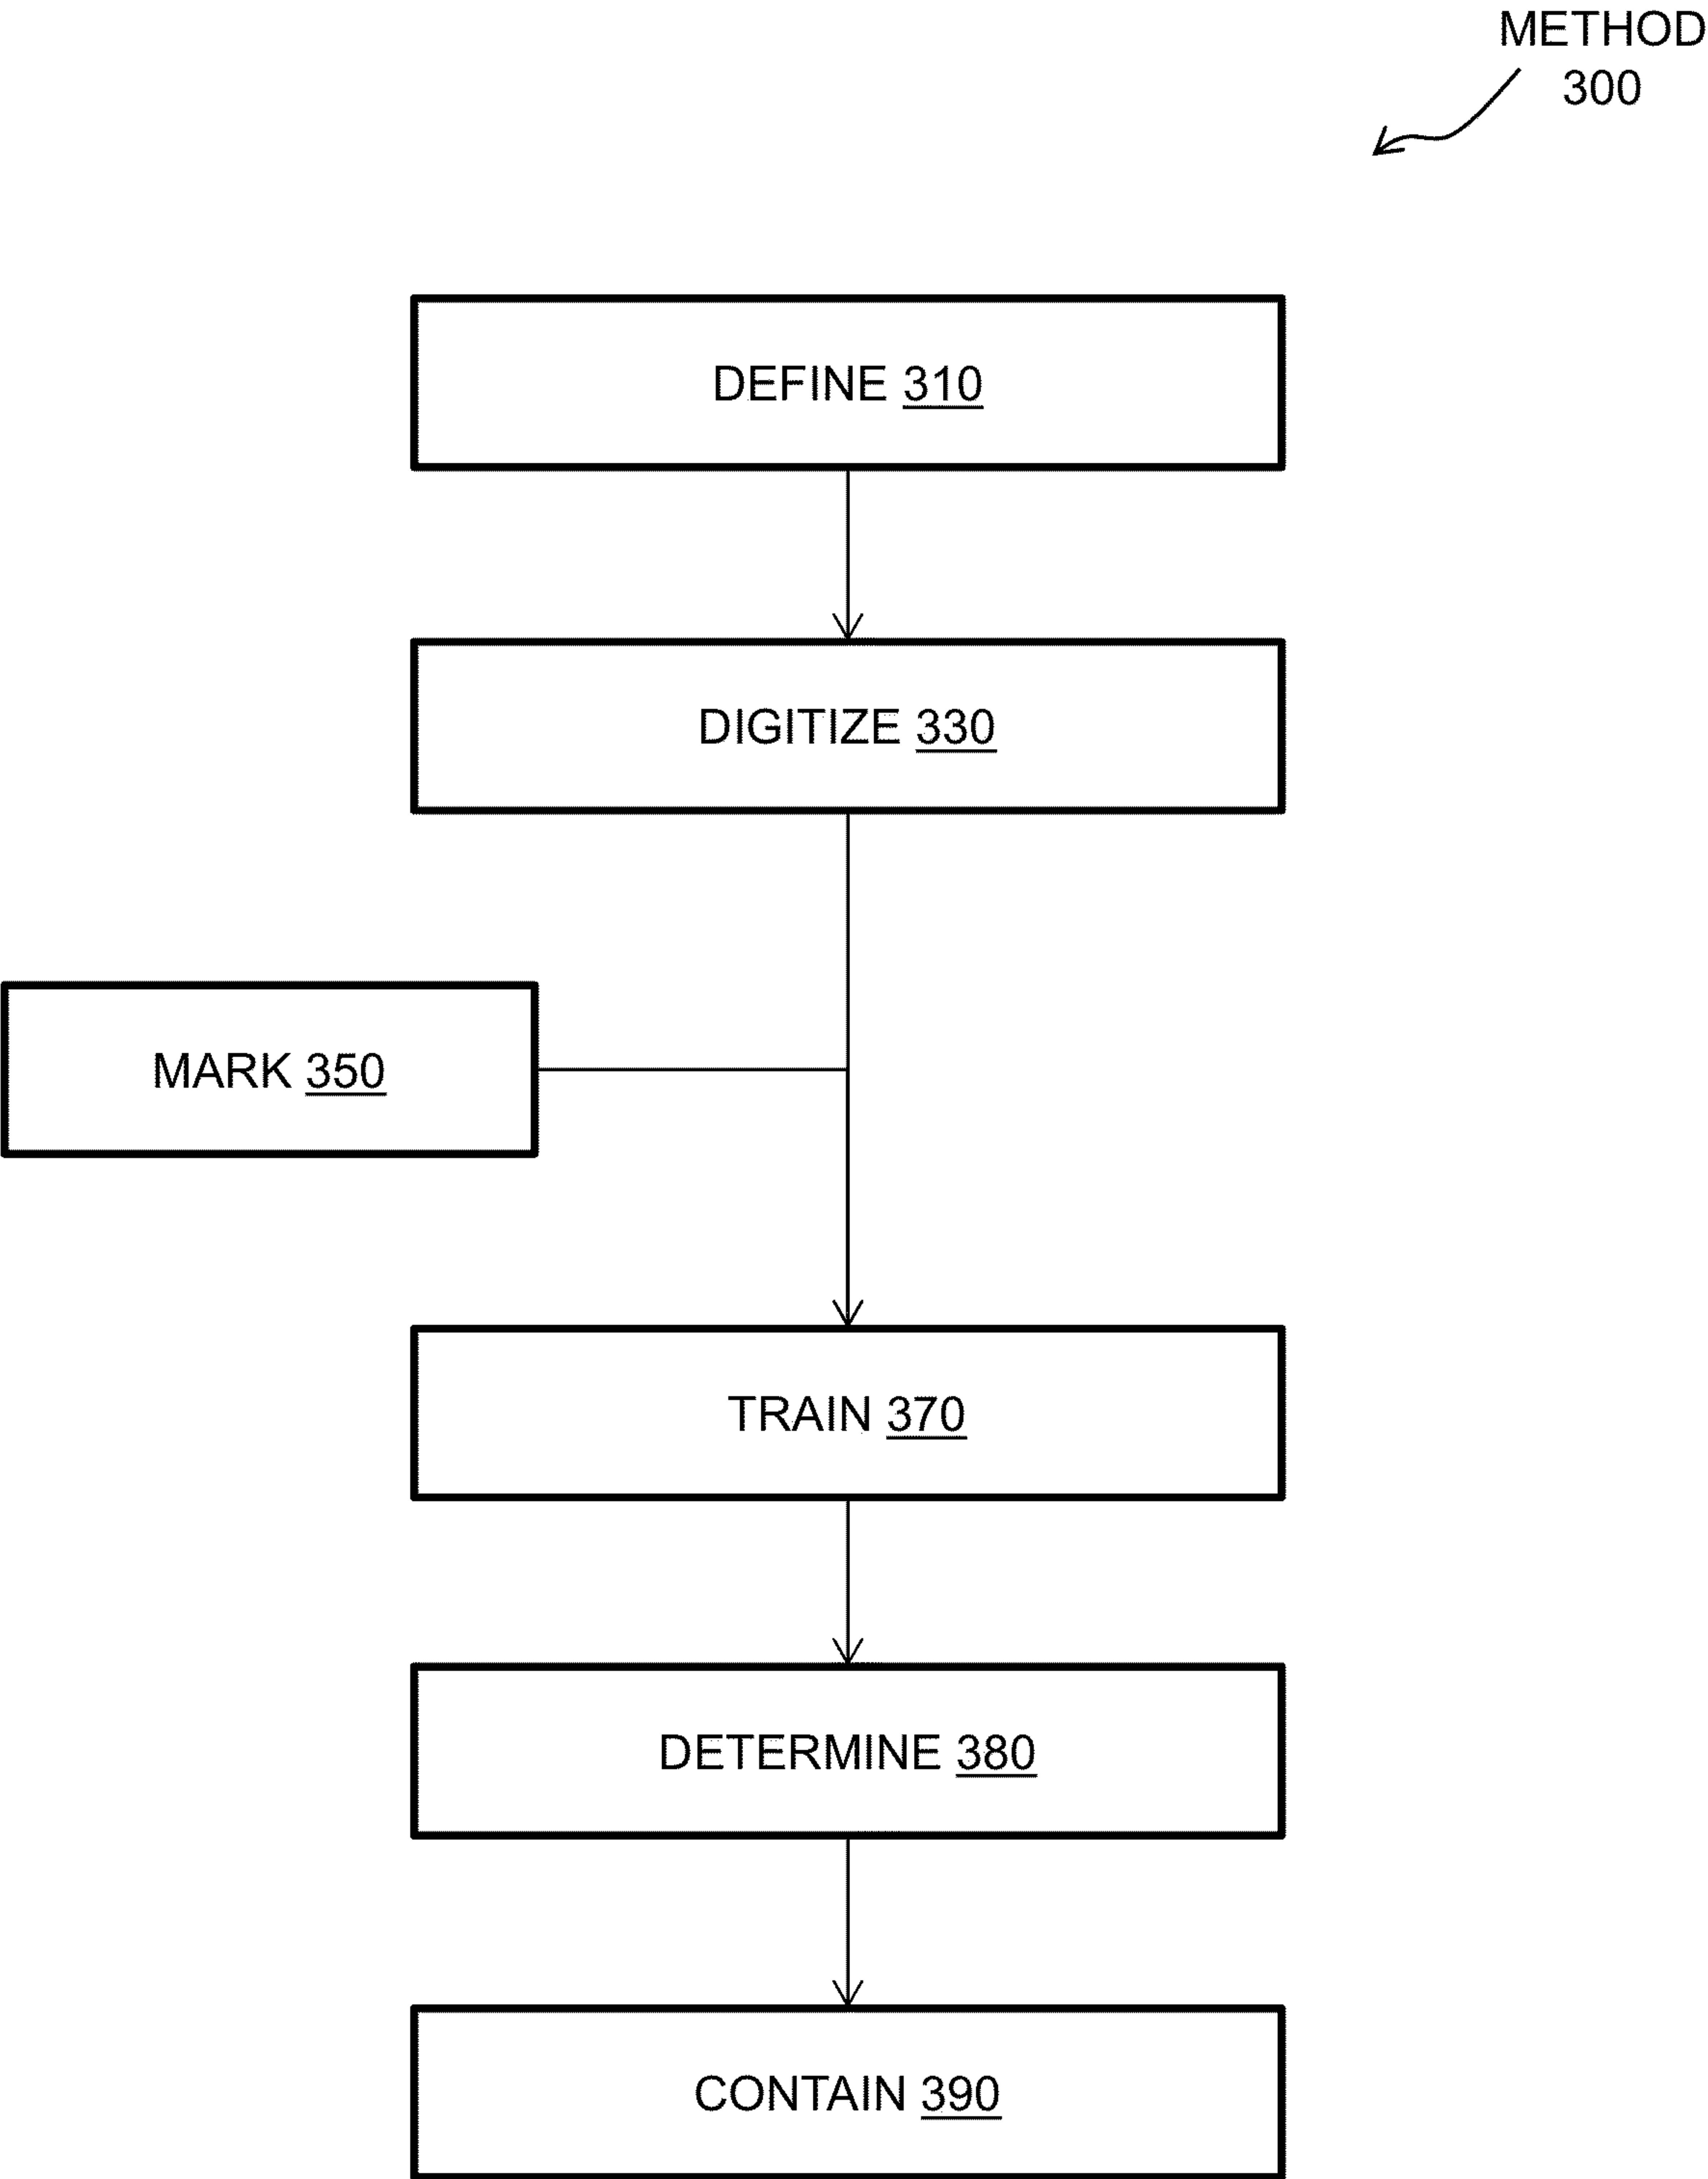 METHOD
300
DEFINE 310
DIGITIZE 330
MARK 350
TRAIN 370
DETERMINE 380
CONTAIN 390